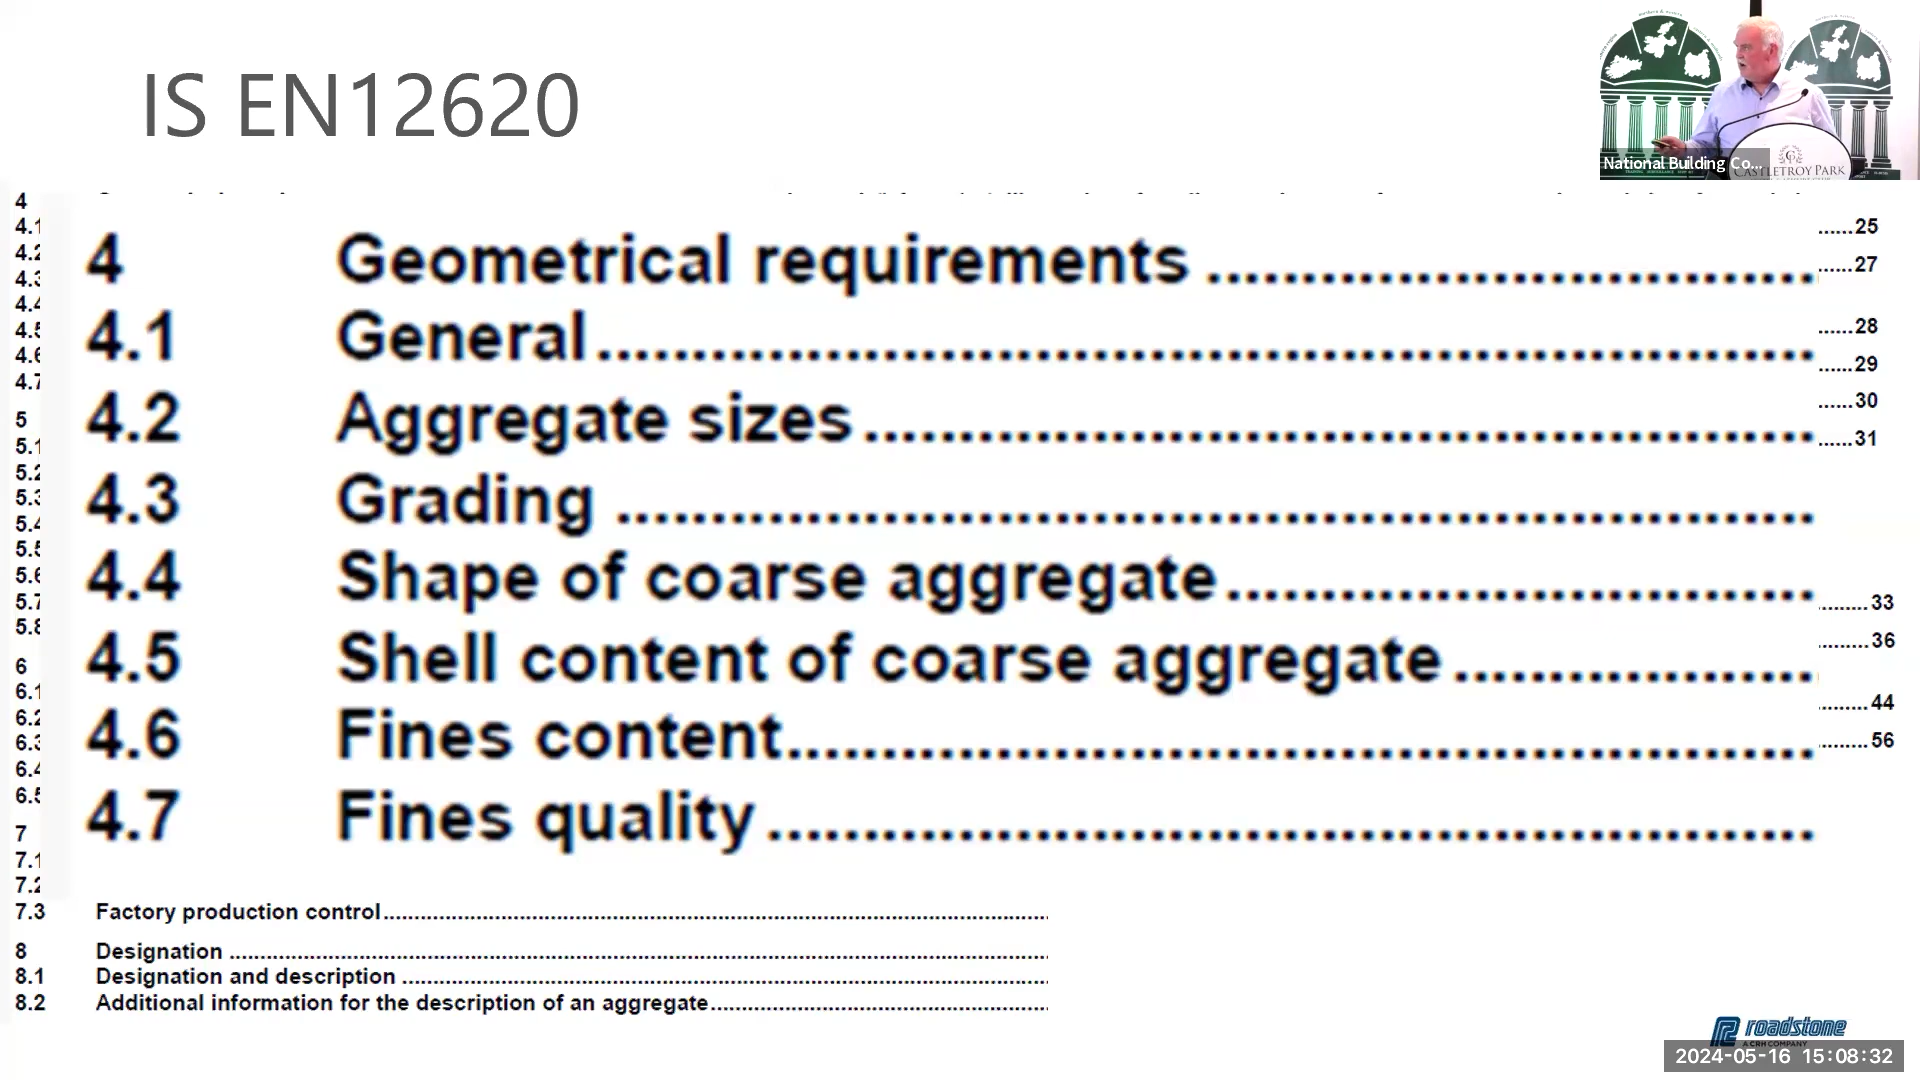 IS EN12620
National Building Co...
CASTLETROY PARK
4
4.1
4.2
4.3
4.4
4.5
4.6
4.7
5
5.1
5.2
5.3
5.4
5.5
5.6
5.7
5.8
6
6.1
6.2
6.3
6.4
6.5
7
7.1
7.2
4 Geometrical requirements
4.1 General
4.2 Aggregate sizes
4.3 Grading
4.4 Shape of coarse aggregate
4.5 Shell content of coarse aggregate
4.6 Fines content
4.7 Fines quality
......25
......27
......28
......29
......30
......31
.........33
.........36
.........44
.........56
7.3 Factory production control
8 Designation
8.1 Designation and description
8.2 Additional information for the description of an aggregate
roadstone
A CRH COMPANY
2024-05-16 15:08:32